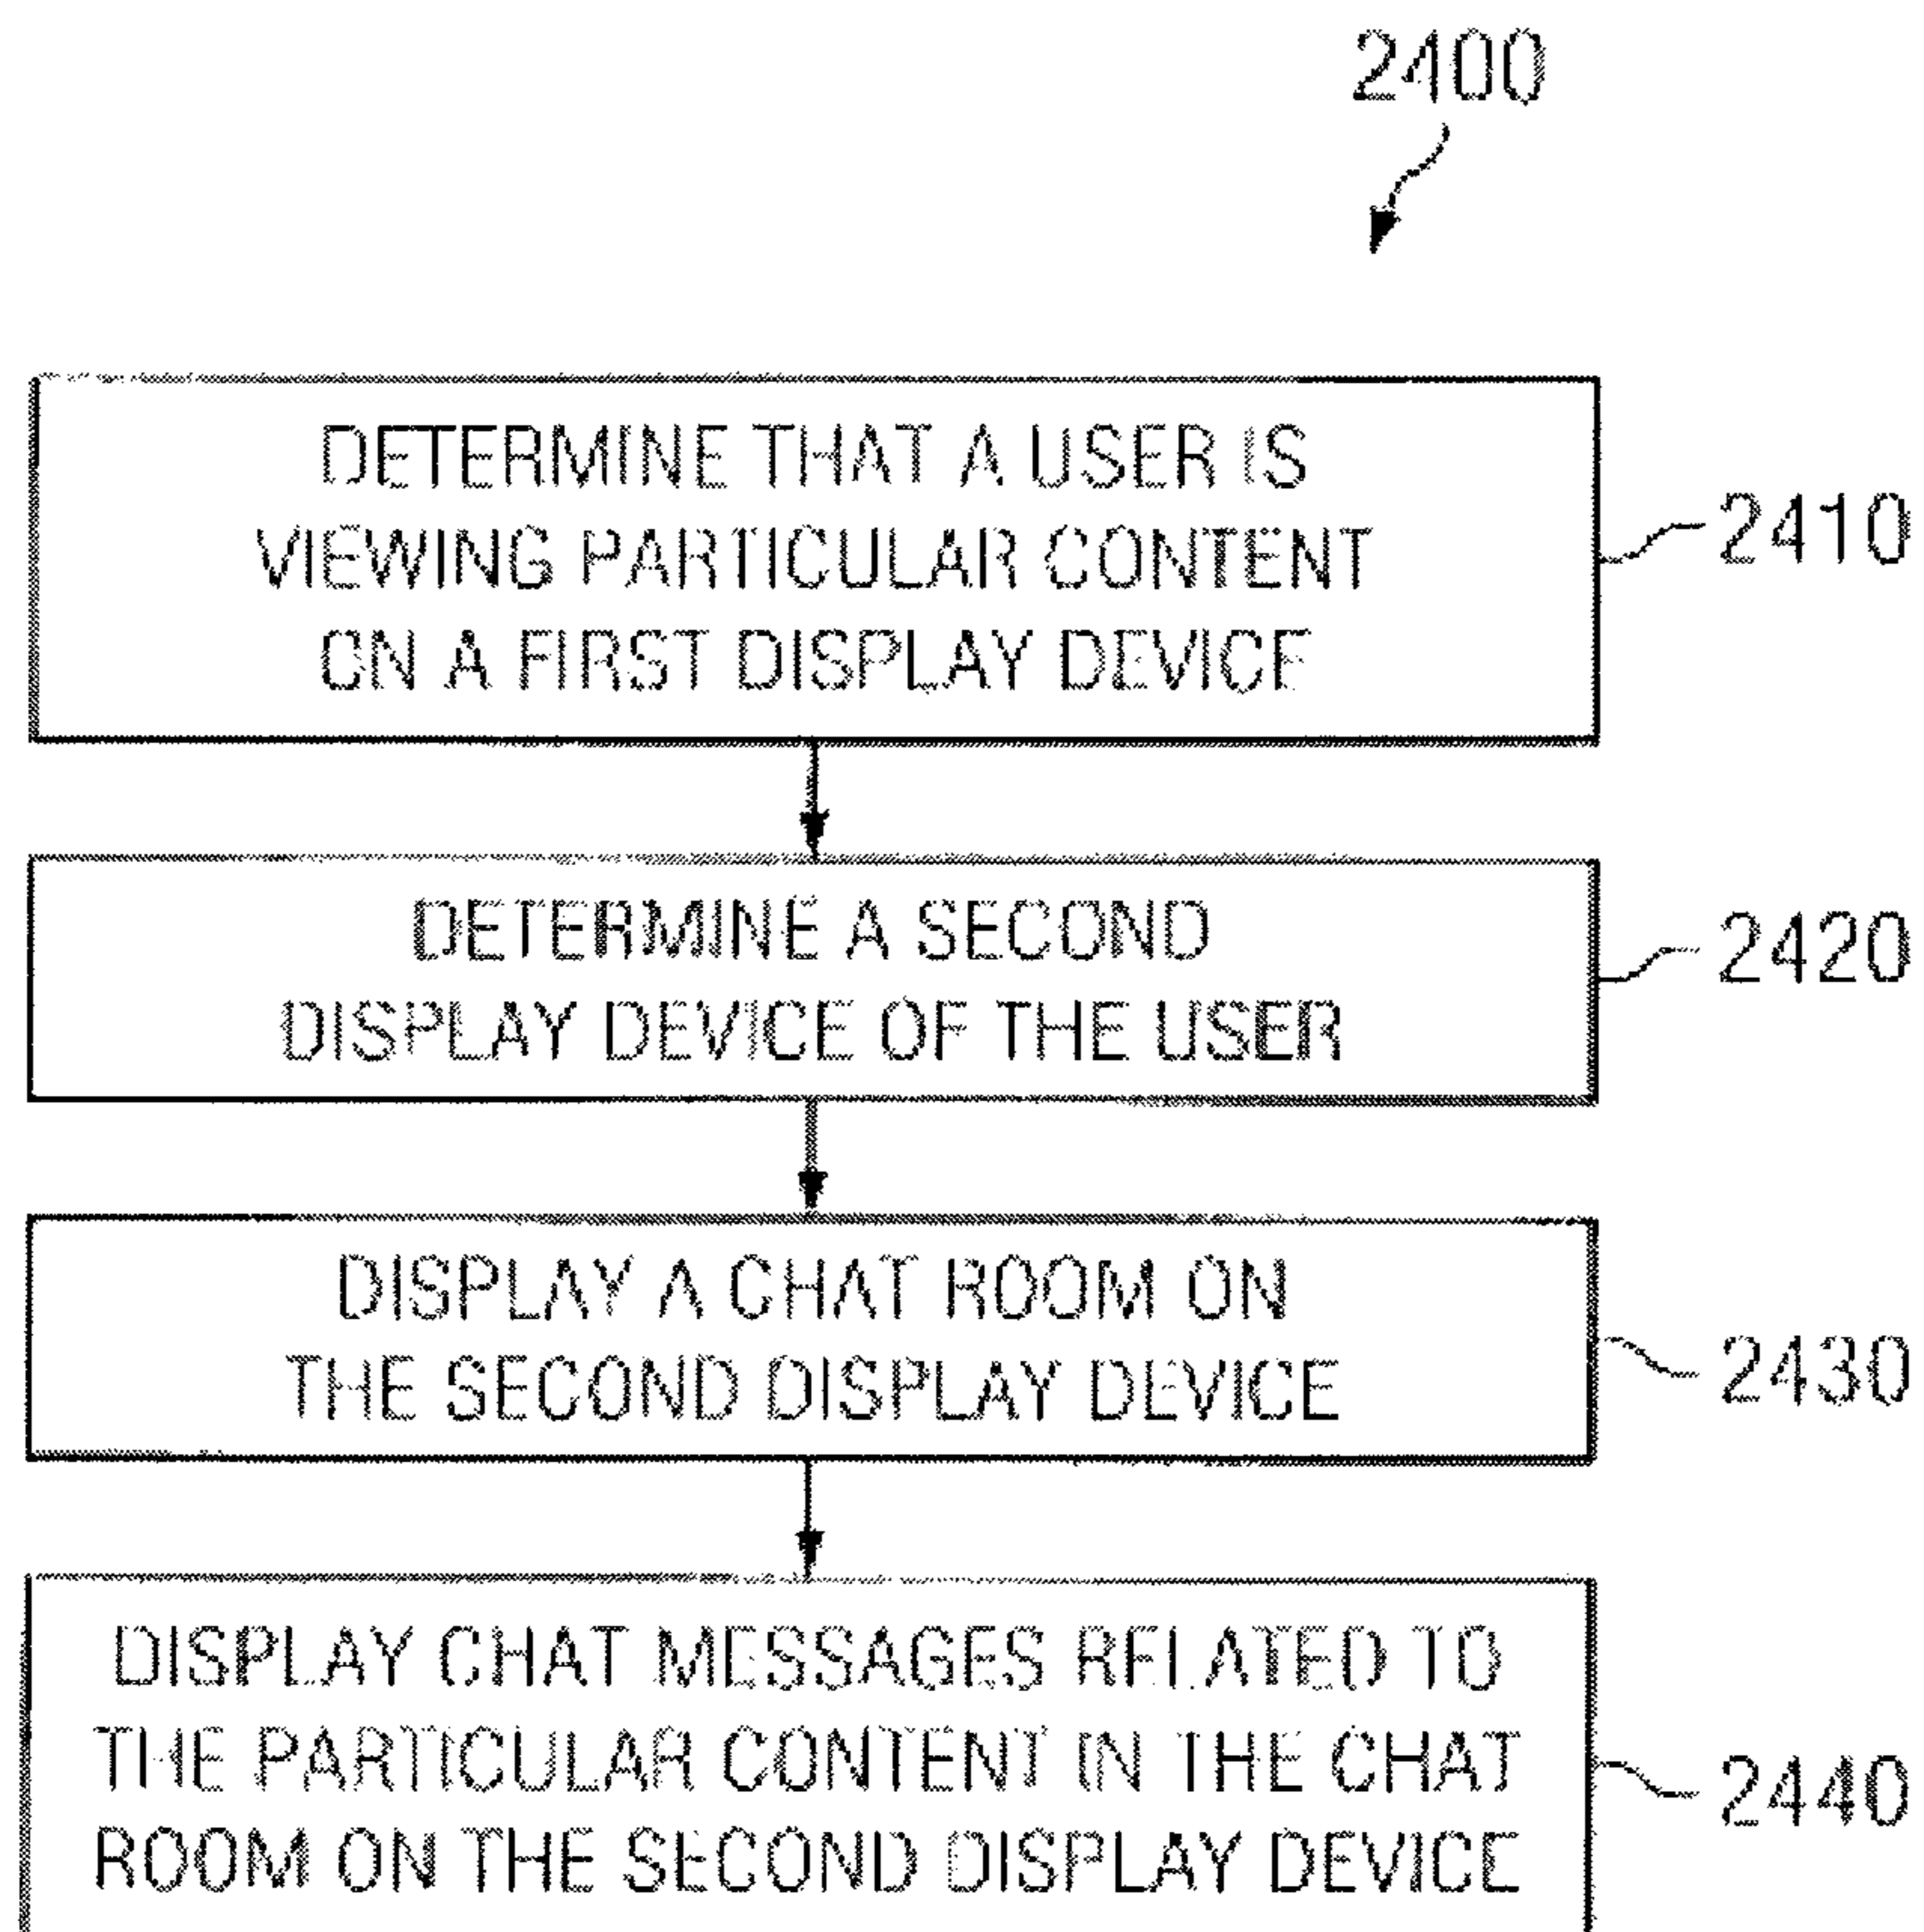 2400
DETERMINE THAT A USER IS
VIEWING PARTICULAR CONTENT
ON A FIRST DISPLAY DEVICE
2410
DETERMINE A SECOND
DISPLAY DEVICE OF THE USER
2420
DISPLAY A CHAT ROOM ON
THE SECOND DISPLAY DEVICE
2430
DISPLAY CHAT MESSAGES RELATED TO
THE PARTICULAR CONTENT IN THE CHAT
ROOM ON THE SECOND DISPLAY DEVICE
2440